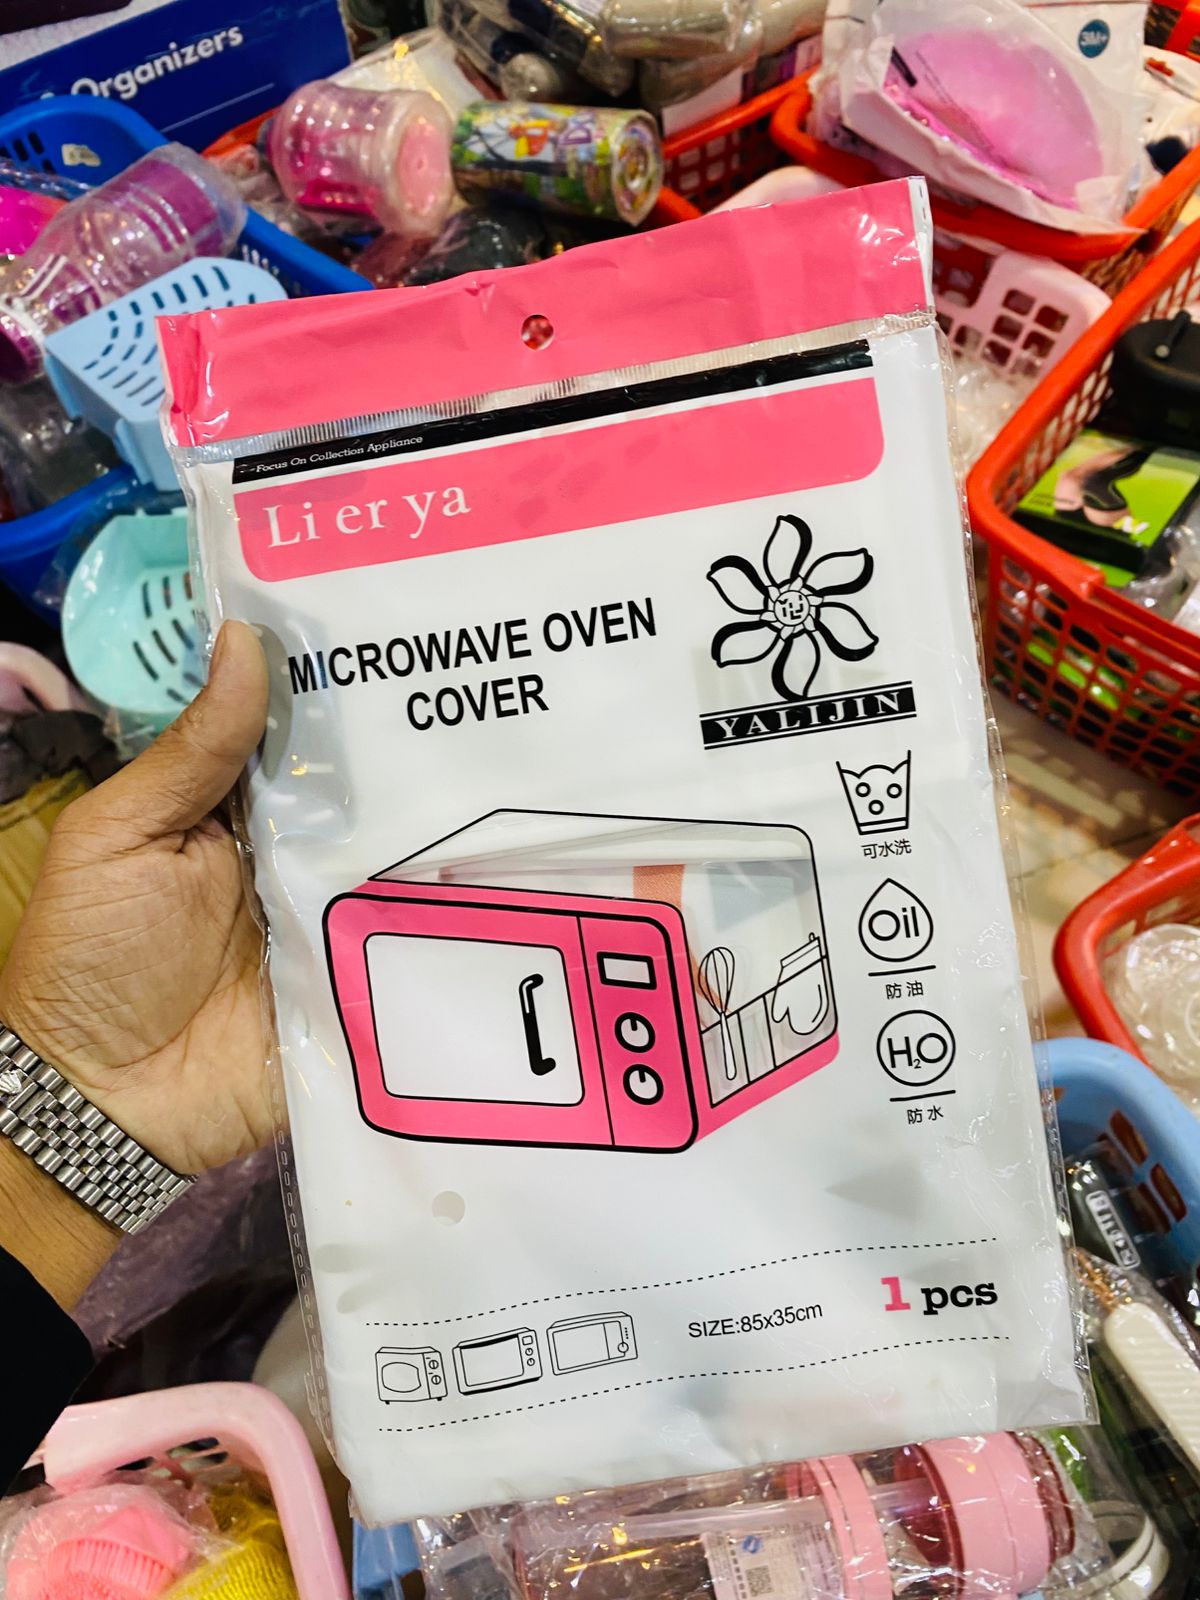 Organizers
3M+
Focus On Collection Appliance
Li er ya
MICROWAVE OVEN
COVER
YALIJIN
可水洗
Oil
防油
H2O
防水
SIZE:85x35cm
1 pcs